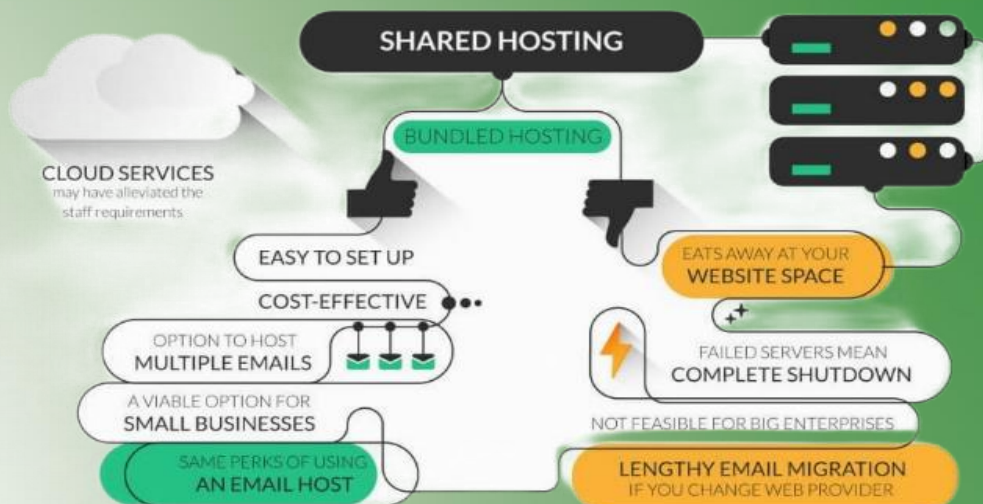 SHARED HOSTING
BUNDLED HOSTING
CLOUD SERVICES
may have alleviated the
staff requirements
EASY TO SET UP
COST-EFFECTIVE
OPTION TO HOST
MULTIPLE EMAILS
A VIABLE OPTION FOR
SMALL BUSINESSES
SAME PERKS OF USING
AN EMAIL HOST
EATS AWAY AT YOUR
WEBSITE SPACE
FAILED SERVERS MEAN
COMPLETE SHUTDOWN
NOT FEASIBLE FOR BIG ENTERPRISES
LENGTHY EMAIL MIGRATION
IF YOU CHANGE WEB PROVIDER